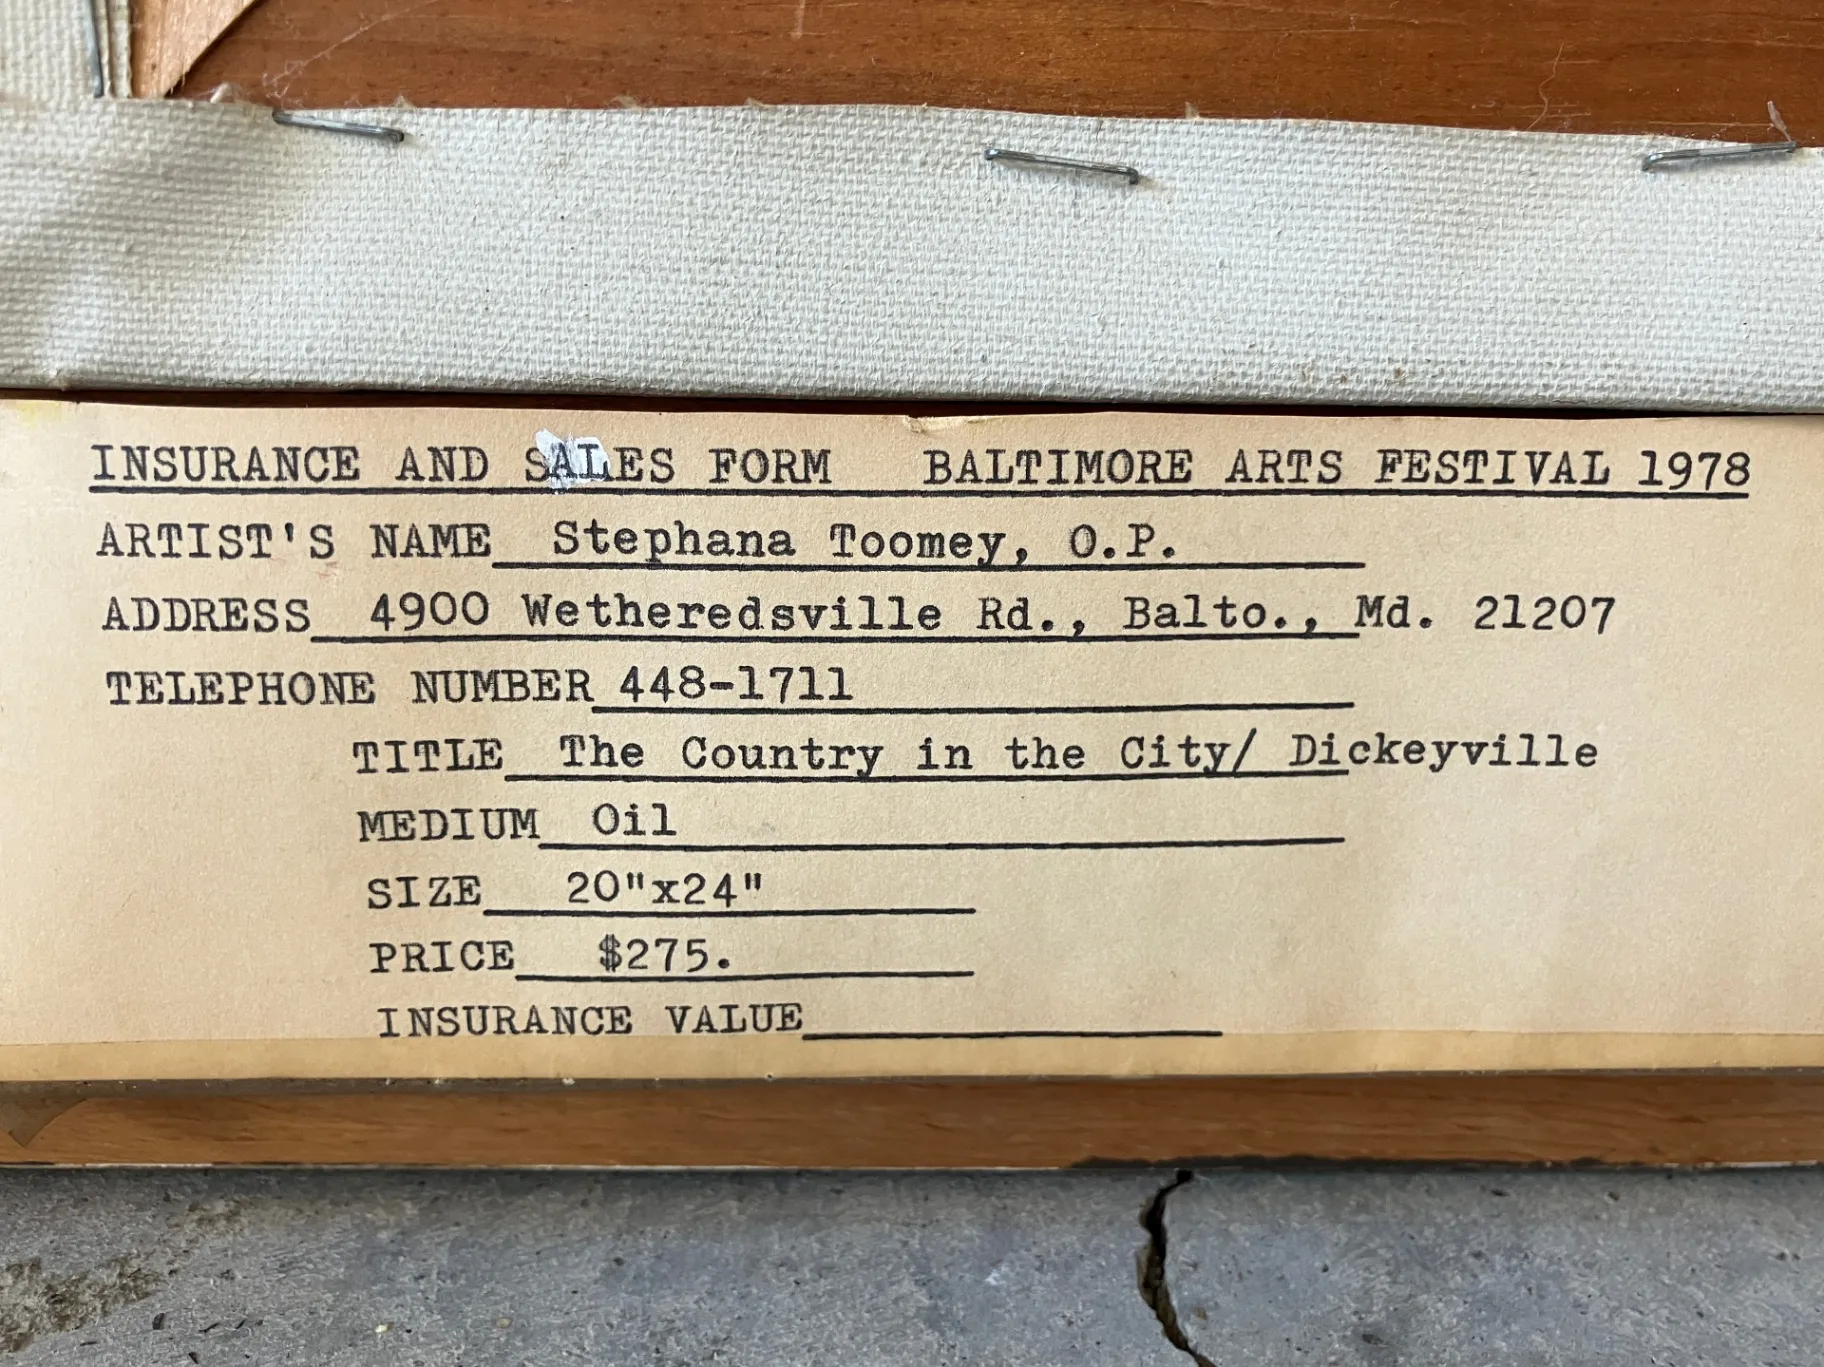 INSURANCE AND SALES FORM BALTIMORE ARTS FESTIVAL 1978
ARTIST'S NAME Stephana Toomey, O.P.
ADDRESS 4900 Wetheredsville Rd., Balto., Md. 21207
TELEPHONE NUMBER 448-1711
TITLE The Country in the City/ Dickeyville
MEDIUM Oil
SIZE 20"x24"
PRICE $275.
INSURANCE VALUE